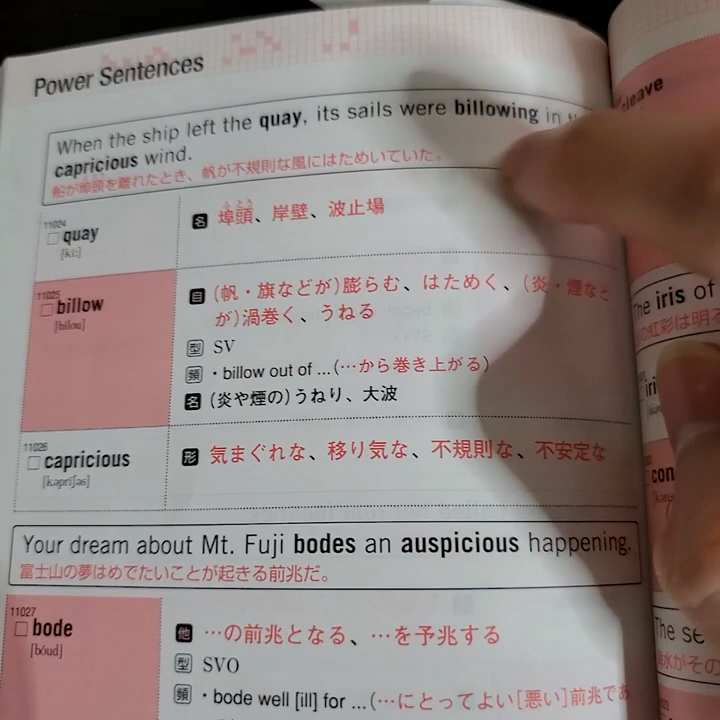 Power Sentences
When the ship left the quay, its sails were billowing in
capricious wind.
船が埠頭を離れたとき、帆が不規則な風にはためいていた。
11024
quay
[kíː]
名 埠頭、岸壁、波止場
11025
billow
[bílou]
自 (帆・旗などが)膨らむ、はためく、(炎・煙など
が)渦巻く、うねる
型 SV
頻 ・billow out of ...(…から巻き上がる)
名 (炎や煙の)うねり、大波
11026
capricious
[kəpríʃəs]
形 気まぐれな、移り気な、不規則な、不安定な
Your dream about Mt. Fuji bodes an auspicious happening.
富士山の夢はめでたいことが起きる前兆だ。
11027
bode
[bóud]
他 …の前兆となる、…を予兆する
型 SVO
頻 ・bode well [ill] for ...(…にとってよい[悪い]前兆であ
cleave
The iris of
の虹彩は明る
iri
con
The se